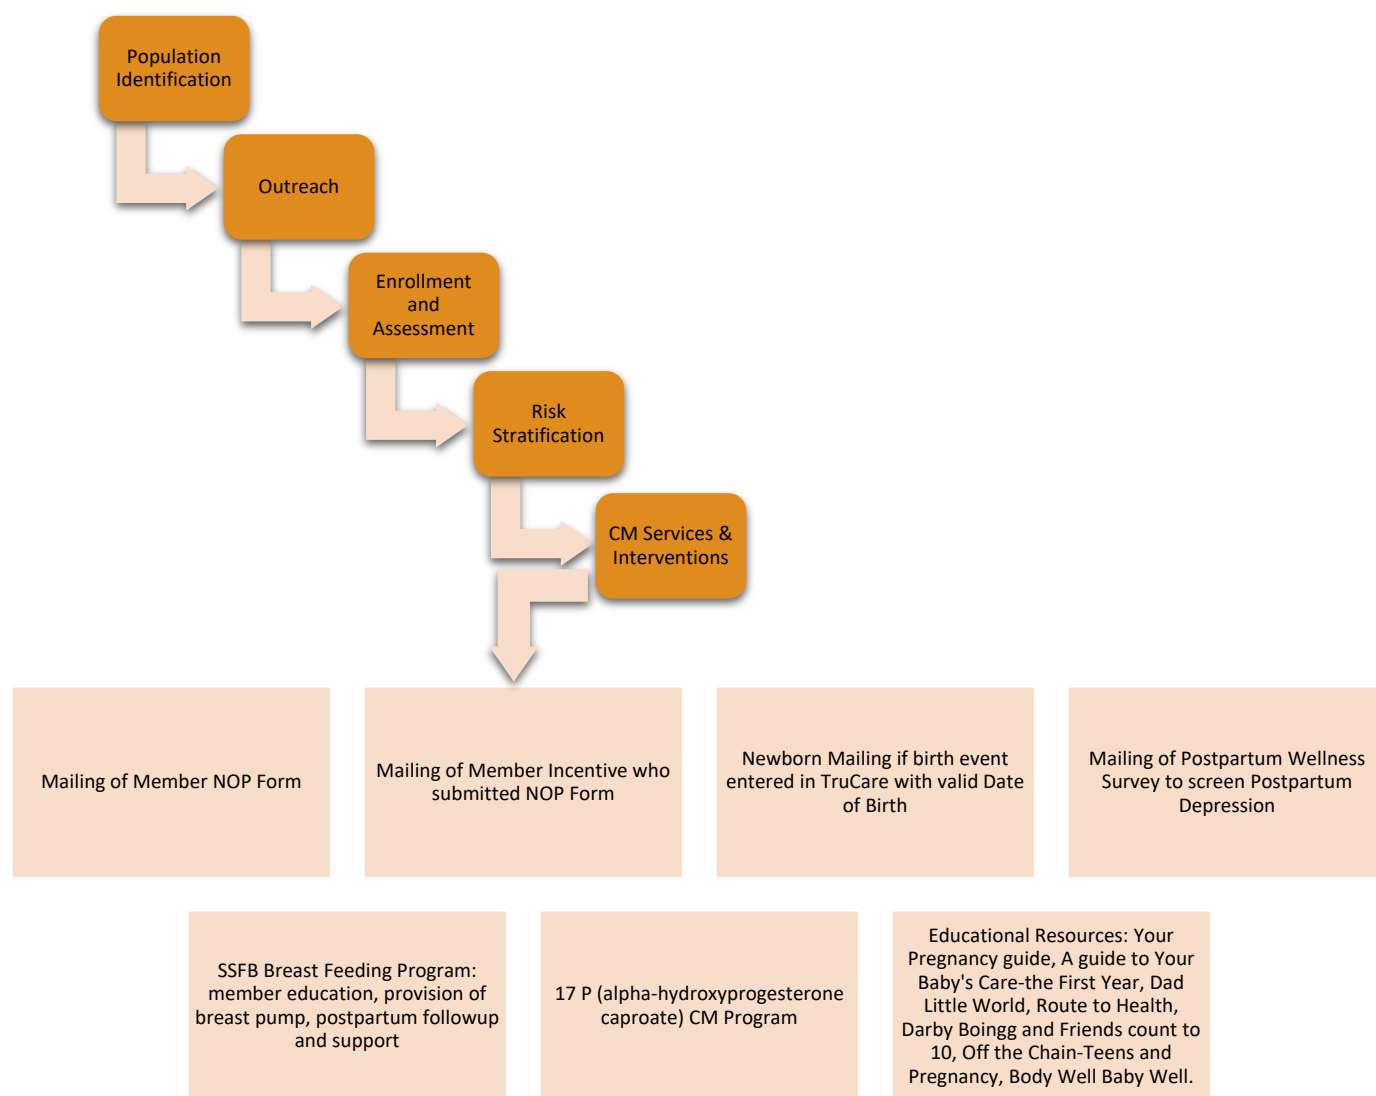 Population
Identification
Outreach
Enrollment
and
Assessment
Risk
Stratification
CM Services &
Interventions
Mailing of Member NOP Form
Mailing of Member Incentive who
submitted NOP Form
Newborn Mailing if birth event
entered in TruCare with valid Date
of Birth
Mailing of Postpartum Wellness
Survey to screen Postpartum
Depression
SSFB Breast Feeding Program:
member education, provision of
breast pump, postpartum followup
and support
17 P (alpha-hydroxyprogesterone
caproate) CM Program
Educational Resources: Your
Pregnancy guide, A guide to Your
Baby's Care-the First Year, Dad
Little World, Route to Health,
Darby Boingg and Friends count to
10, Off the Chain-Teens and
Pregnancy, Body Well Baby Well.